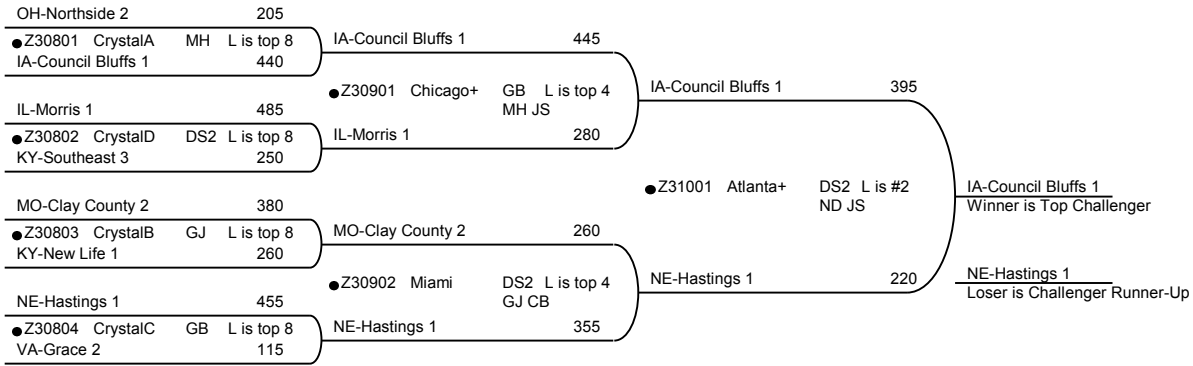 OH-Northside 2 205
Z30801 CrystalA MH L is top 8
IA-Council Bluffs 1 440
IL-Morris 1 485
Z30802 CrystalD DS2 L is top 8
KY-Southeast 3 250
MO-Clay County 2 380
Z30803 CrystalB GJ L is top 8
KY-New Life 1 260
NE-Hastings 1 455
Z30804 CrystalC GB L is top 8
VA-Grace 2 115
IA-Council Bluffs 1 445
Z30901 Chicago+ GB L is top 4
MH JS
IL-Morris 1 280
MO-Clay County 2 260
Z30902 Miami DS2 L is top 4
GJ CB
NE-Hastings 1 355
IA-Council Bluffs 1 395
Z31001 Atlanta+ DS2 L is #2
ND JS
NE-Hastings 1 220
IA-Council Bluffs 1
Winner is Top Challenger
NE-Hastings 1
Loser is Challenger Runner-Up